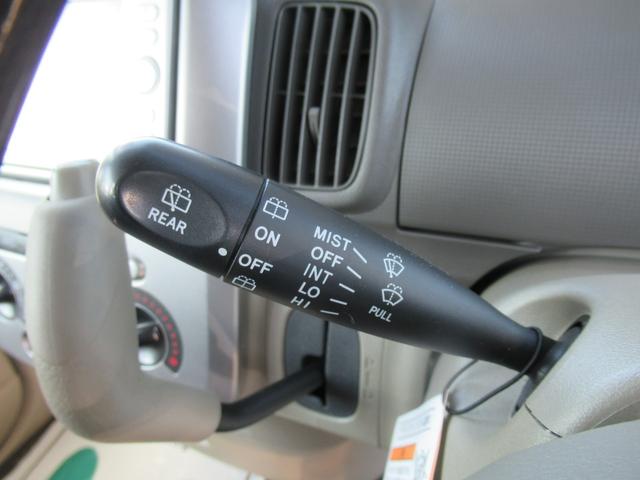 REAR
ON
OFF
MIST
OFF
INT
LO
HI
PULL